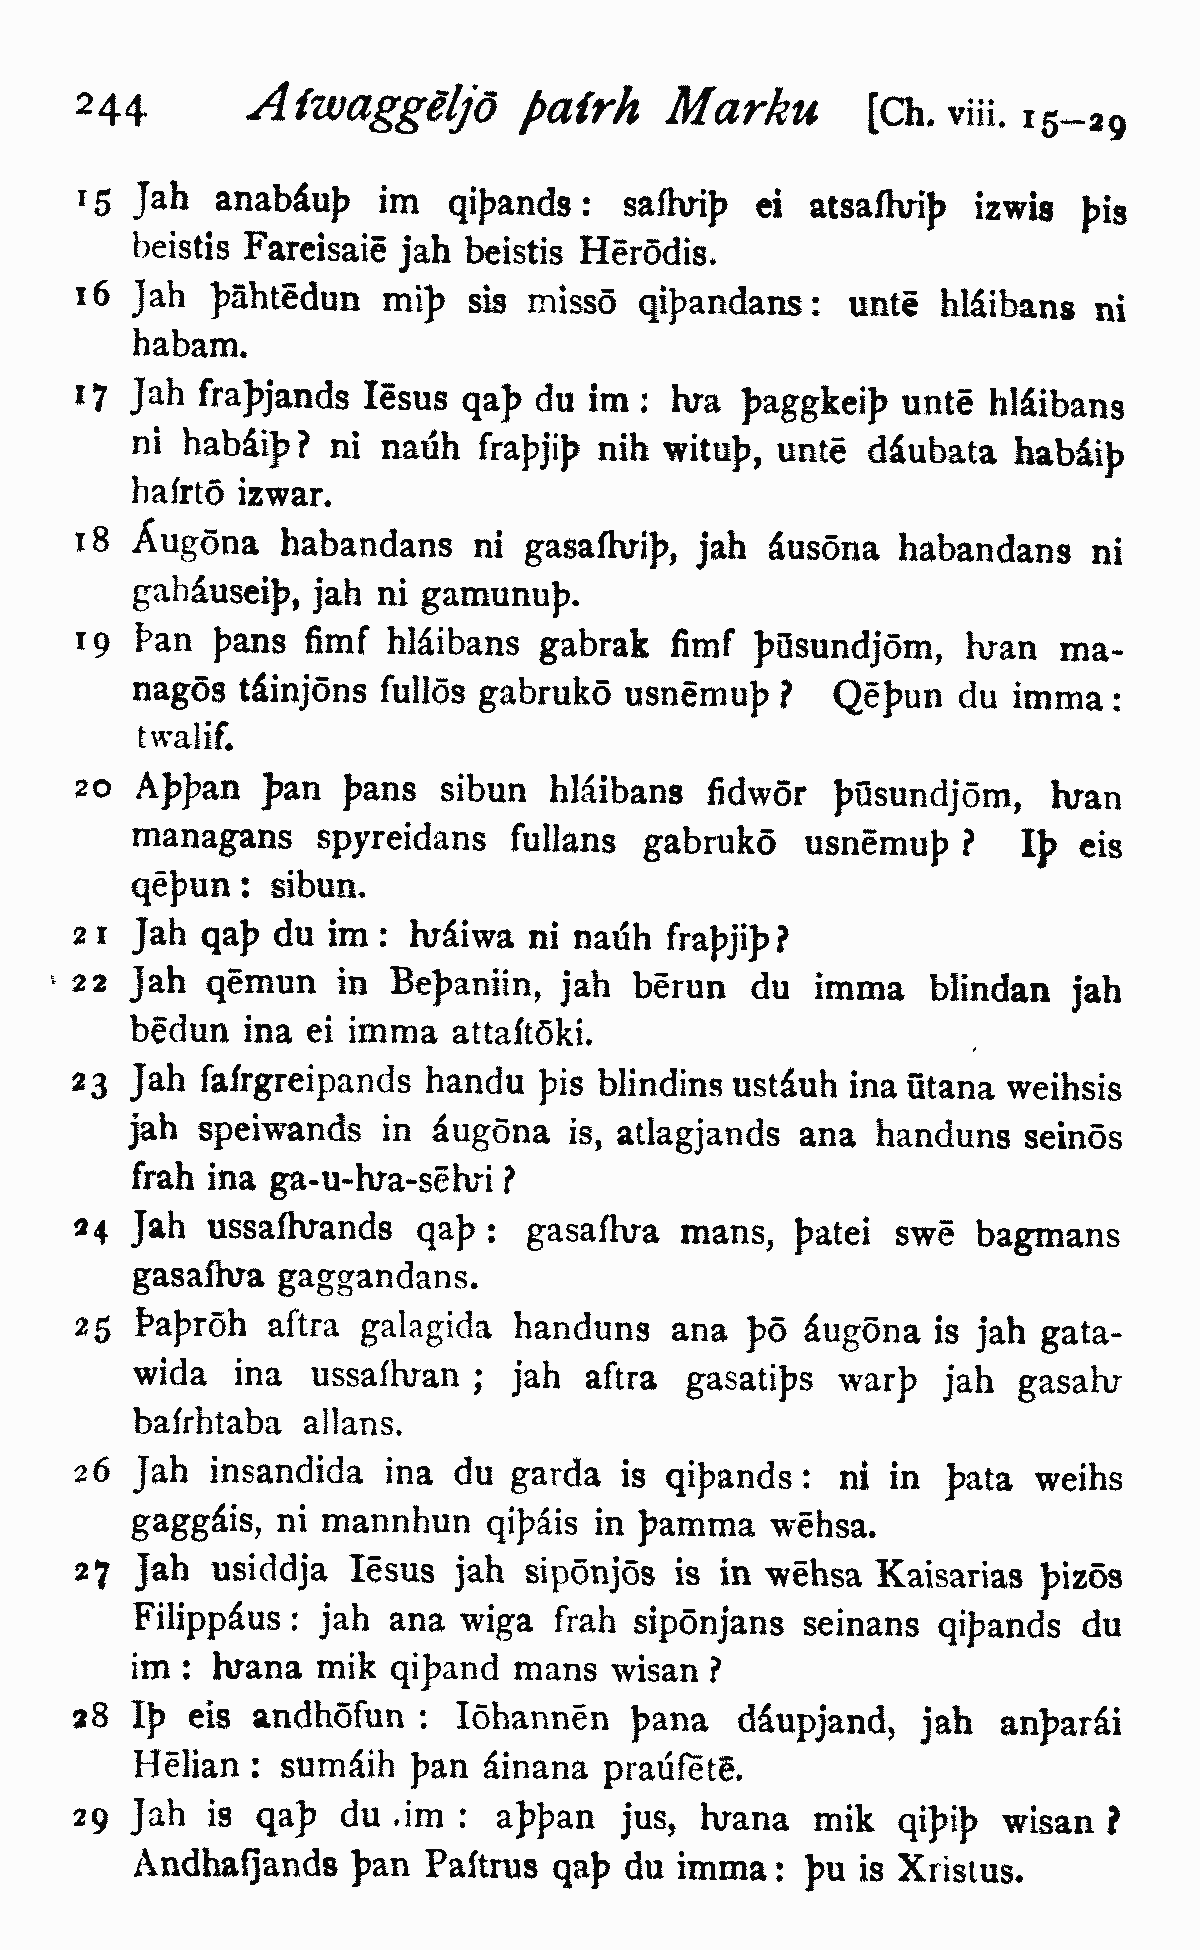 244 Aíwaggēljō þaírh Marku [Ch. viii. 15–29
15 Jah anabáuþ im qiþands: saíƕiþ ei atsaíƕiþ izwis þis
beistis Fareisaiē jah beistis Hērōdis.
16 Jah þāhtēdun miþ sis missō qiþandans: untē hláibans ni
habam.
17 Jah fraþjands Iēsus qaþ du im: ƕa þaggkeiþ untē hláibans
ni habáiþ? ni naúh fraþjiþ nih wituþ, untē dáubata habáiþ
haírtō izwar.
18 Áugōna habandans ni gasaíƕiþ, jah áusōna habandans ni
gaháuseiþ, jah ni gamunuþ.
19 Þan þans fimf hláibans gabrak fimf þūsundjōm, ƕan ma-
nagōs táinjōns fullōs gabrukō usnēmuþ? Qēþun du imma:
twalif.
20 Aþþan þan þans sibun hláibans fidwōr þūsundjōm, ƕan
managans spyreidans fullans gabrukō usnēmuþ? Iþ eis
qēþun: sibun.
21 Jah qaþ du im: ƕáiwa ni naúh fraþjiþ?
22 Jah qēmun in Beþaniin, jah bērun du imma blindan jah
bēdun ina ei imma attaítōki.
23 Jah faírgreipands handu þis blindins ustáuh ina ūtana weihsis
jah speiwands in áugōna is, atlagjands ana handuns seinōs
frah ina ga-u-ƕa-sēƕi?
24 Jah ussaíƕands qaþ: gasaíƕa mans, þatei swē bagmans
gasaíƕa gaggandans.
25 Þaþrōh aftra galagida handuns ana þō áugōna is jah gata-
wida ina ussaíƕan; jah aftra gasatiþs warþ jah gasaƕ
baírhtaba allans.
26 Jah insandida ina du garda is qiþands: ni in þata weihs
gaggáis, ni mannhun qiþáis in þamma wēhsa.
27 Jah usiddja Iēsus jah sipōnjōs is in wēhsa Kaisarias þizōs
Filippáus: jah ana wiga frah sipōnjans seinans qiþands du
im: ƕana mik qiþand mans wisan?
28 Iþ eis andhōfun: Iōhannēn þana dáupjand, jah anþarái
Hēlian: sumáih þan áinana praúfētē.
29 Jah is qaþ du .im: aþþan jus, ƕana mik qiþiþ wisan?
Andhafjands þan Paítrus qaþ du imma: þu is Xristus.